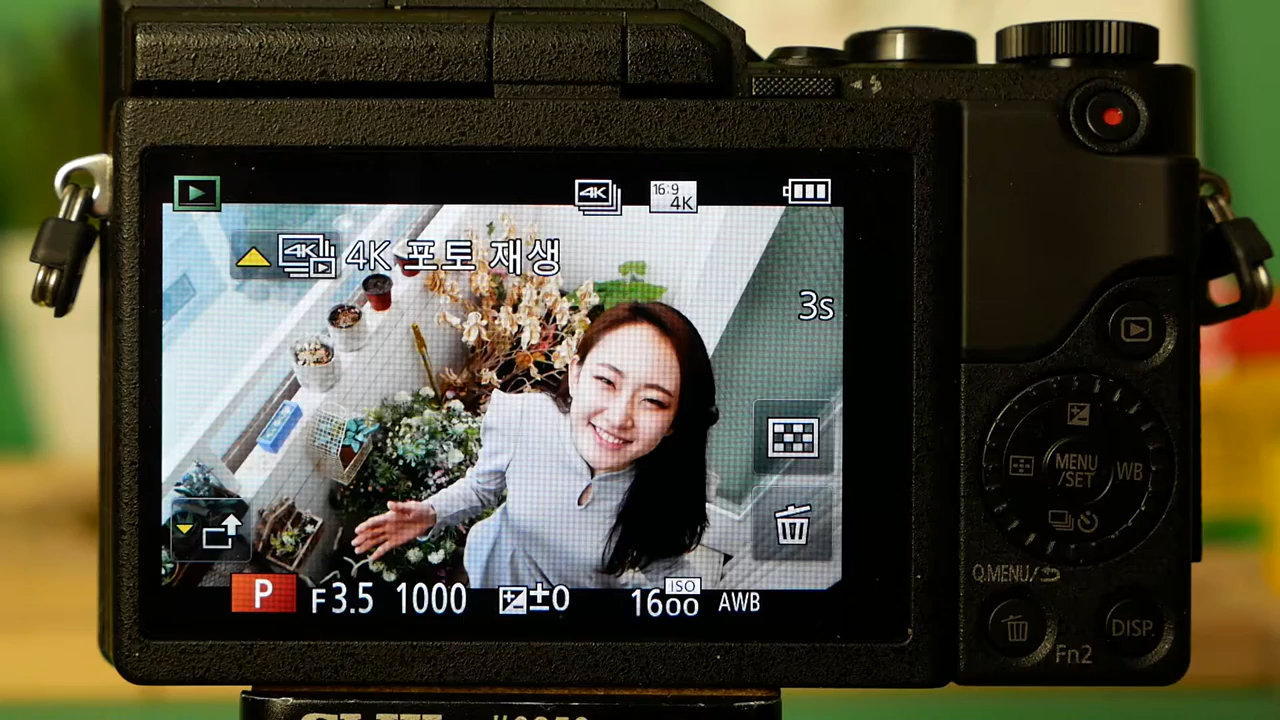 4K
16:9
4K
4K 4K 포토 재생
3s
P F3.5 1000 ±0 ISO 1600 AWB
MENU
/SET
WB
Q.MENU/
DISP.
Fn2